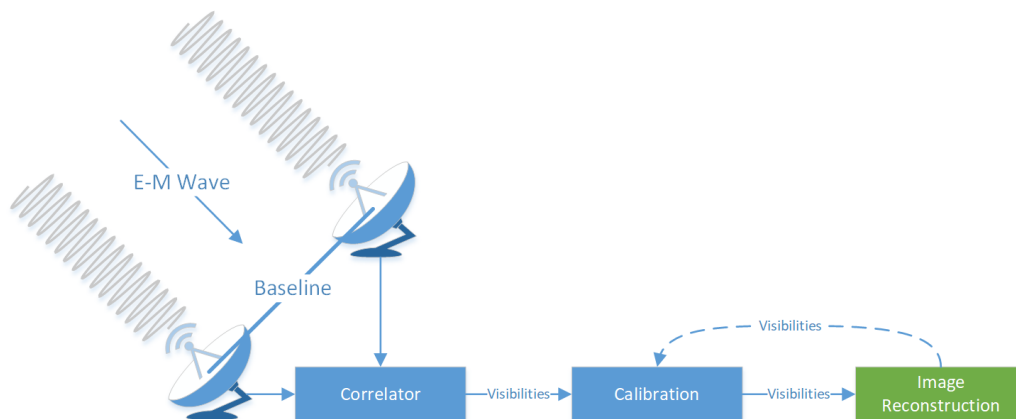 E-M Wave
Baseline
Visibilities
Correlator
Visibilities
Calibration
Visibilities
Image
Reconstruction